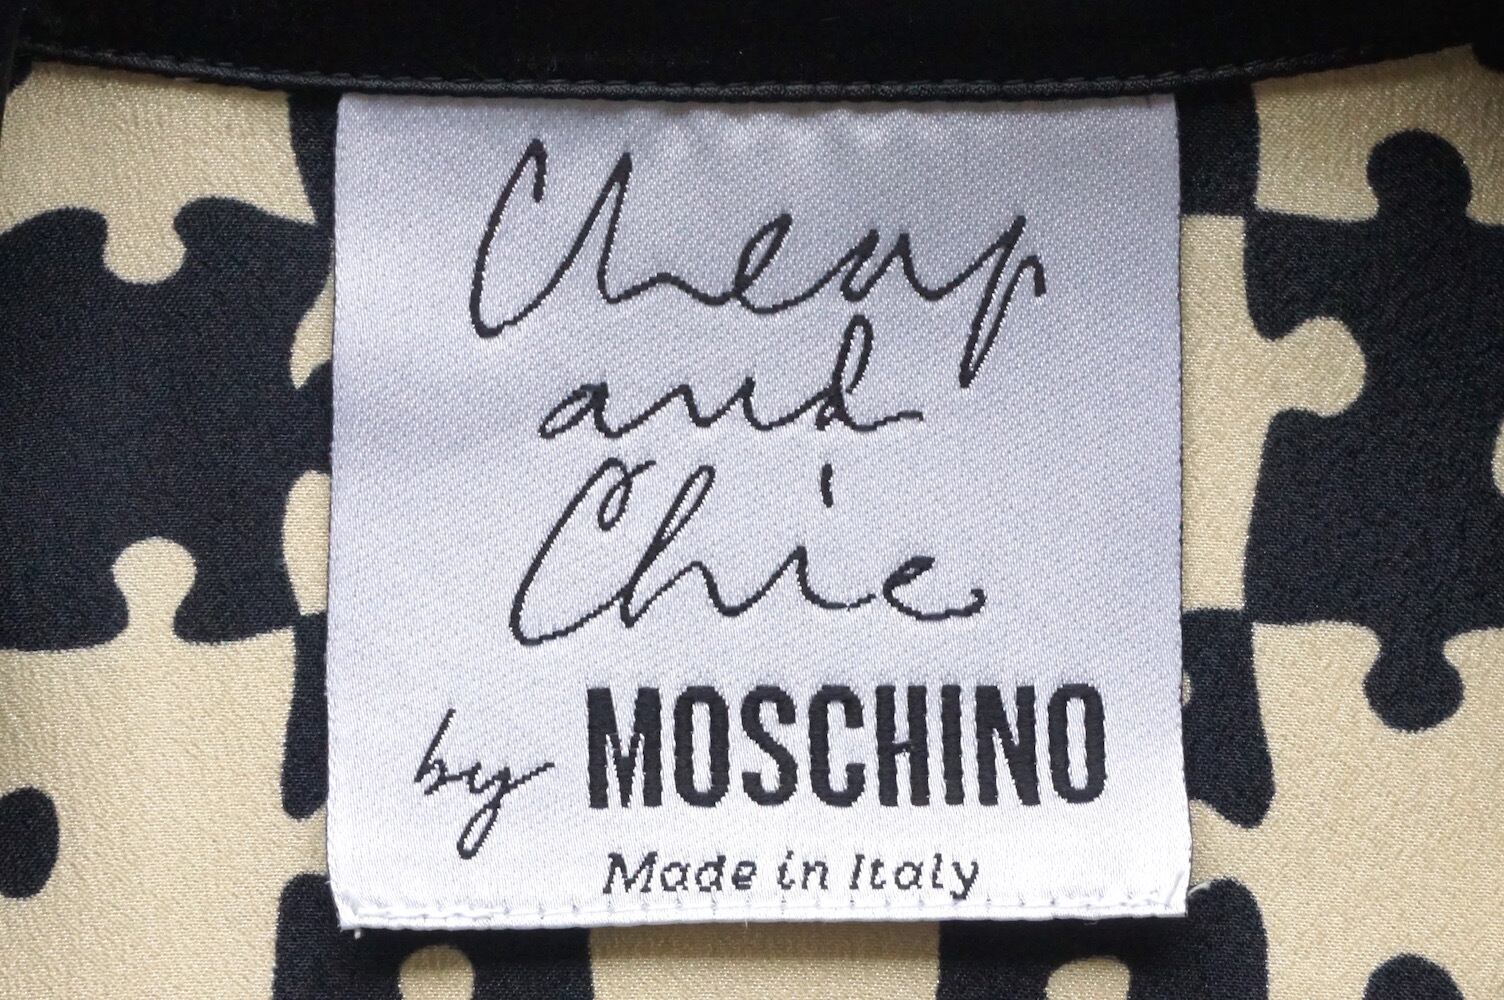 Cheap
and
Chic
by MOSCHINO
Made in Italy